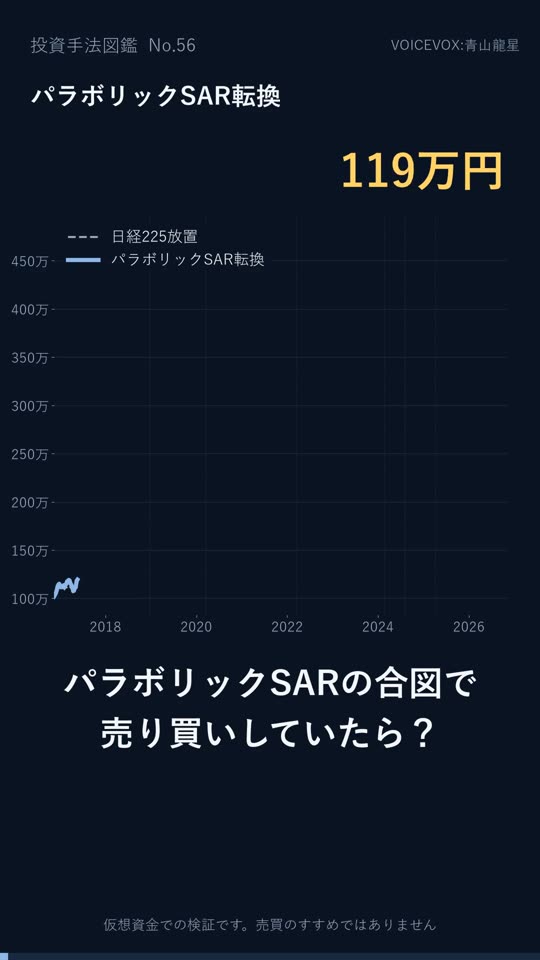 投資手法図鑑 No.56
VOICEVOX:青山龍星
パラボリックSAR転換
119万円
日経225放置
パラボリックSAR転換
450万
400万
350万
300万
250万
200万
150万
100万
2018 2020 2022 2024 2026
パラボリックSARの合図で
売り買いしていたら？
仮想資金での検証です。売買のすすめではありません